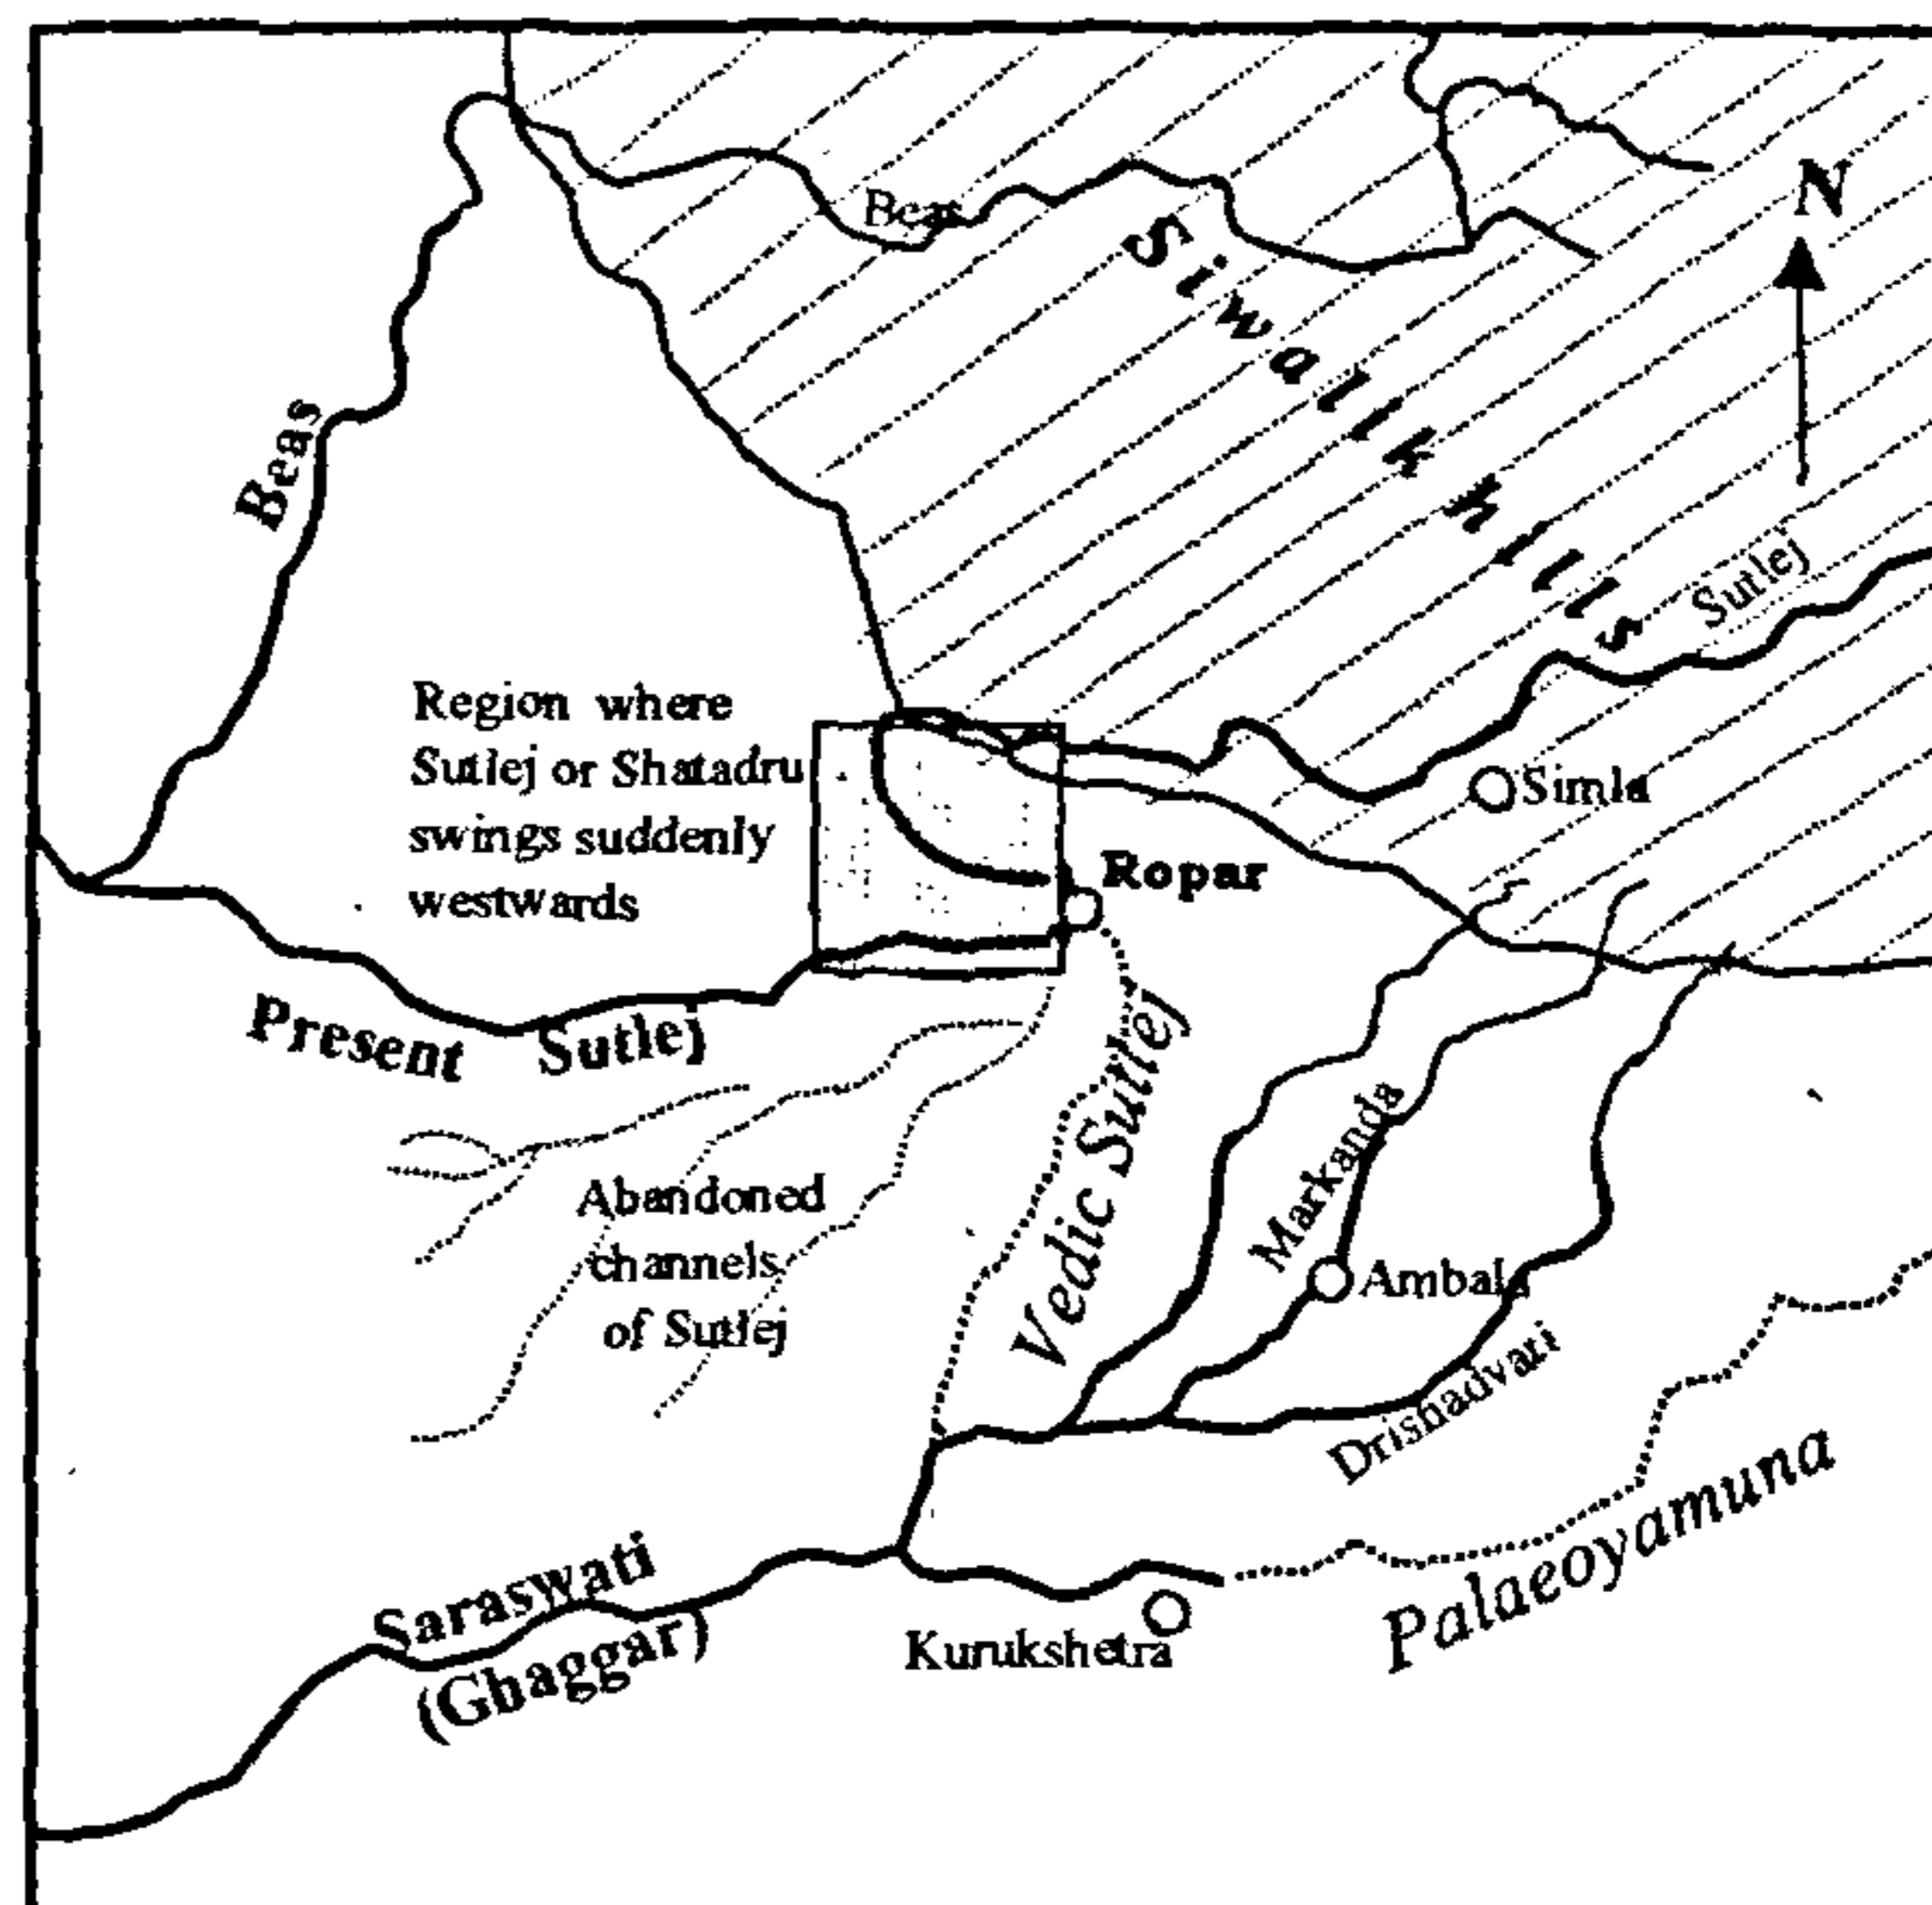 N
Beas
Siwalik hills
Sutlej
Beas
Region where
Sutlej or Shatadru
swings suddenly
westwards
Simla
Ropar
Present Sutlej
Vedic Sutlej
Markanda
Abandoned
channels
of Sutlej
Ambala
Drisnadvati
Palaeoyamuna
Saraswati
(Ghaggar)
Kurukshetra